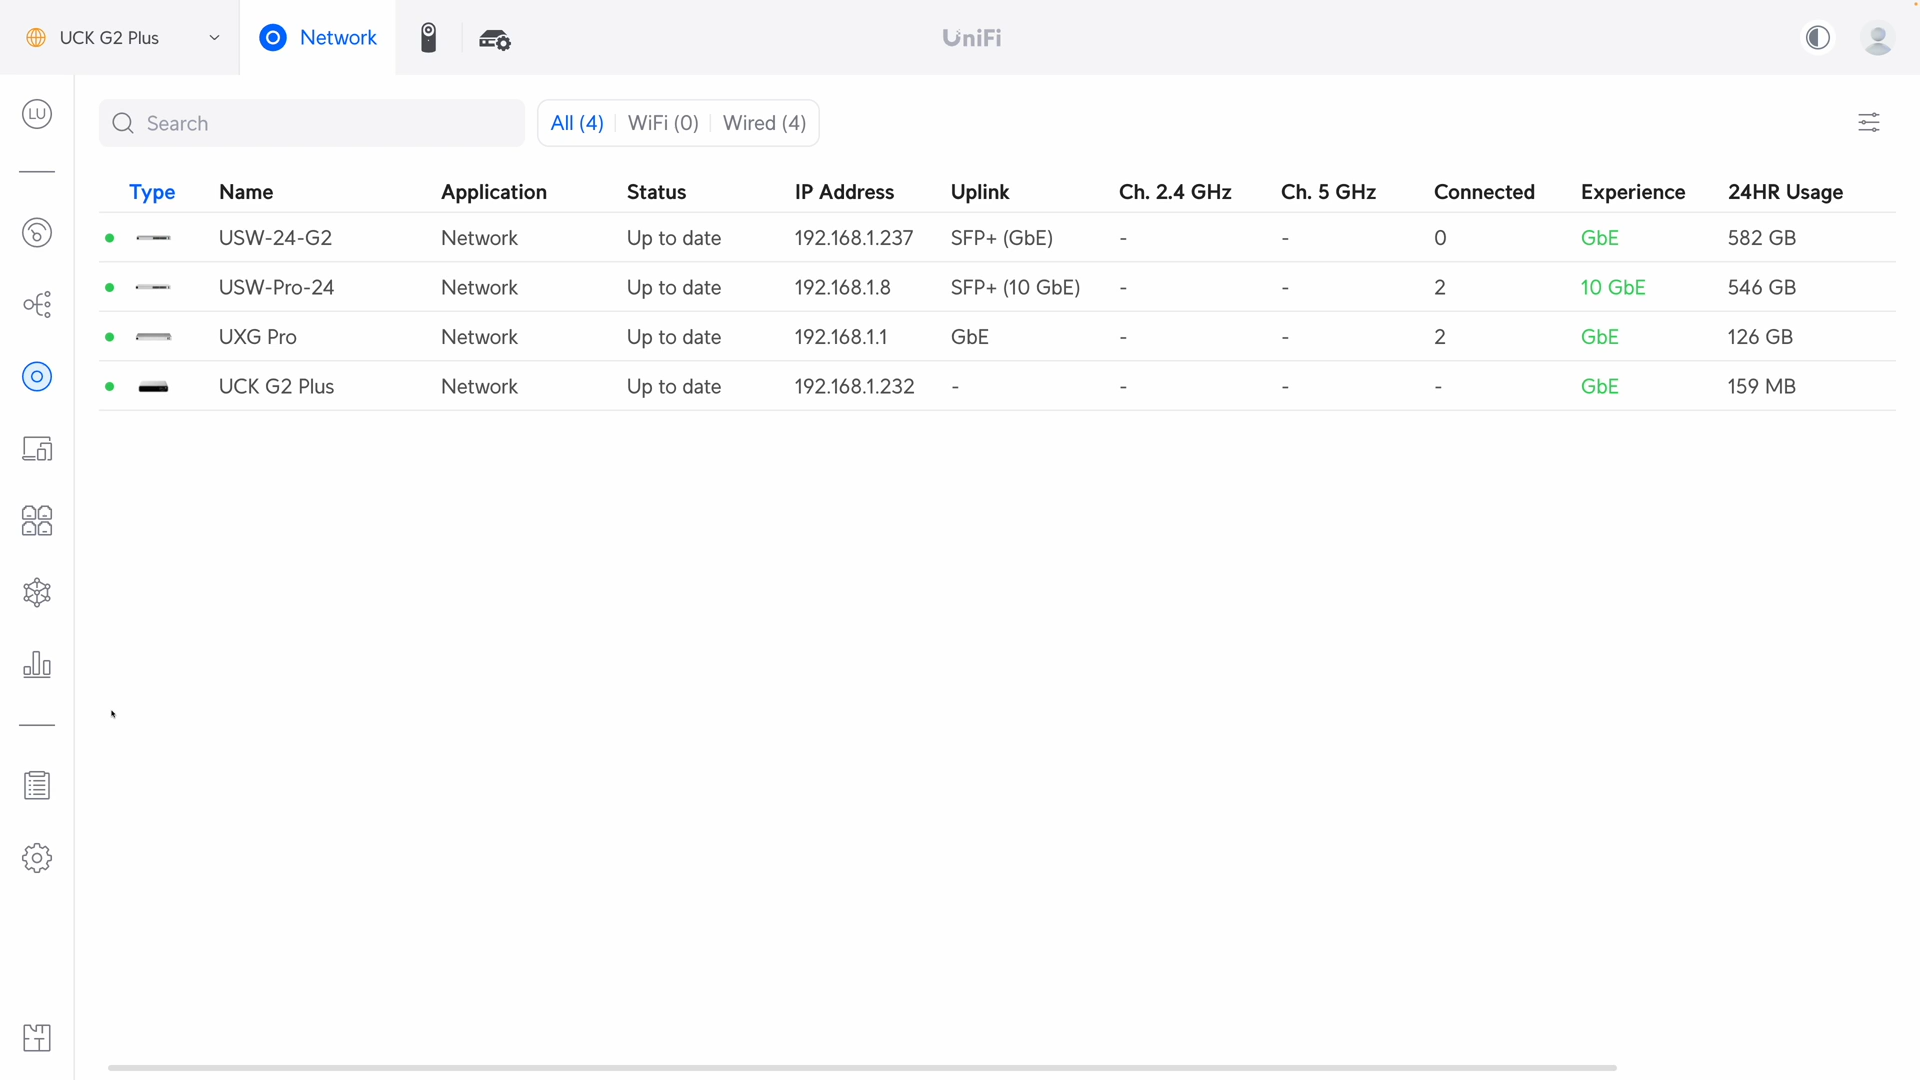 UCK G2 Plus Network UniFi
LU
Search All (4) WiFi (0) Wired (4)
Type Name Application Status IP Address Uplink Ch. 2.4 GHz Ch. 5 GHz Connected Experience 24HR Usage
USW-24-G2 Network Up to date 192.168.1.237 SFP+ (GbE) - - 0 GbE 582 GB
USW-Pro-24 Network Up to date 192.168.1.8 SFP+ (10 GbE) - - 2 10 GbE 546 GB
UXG Pro Network Up to date 192.168.1.1 GbE - - 2 GbE 126 GB
UCK G2 Plus Network Up to date 192.168.1.232 - - - - GbE 159 MB